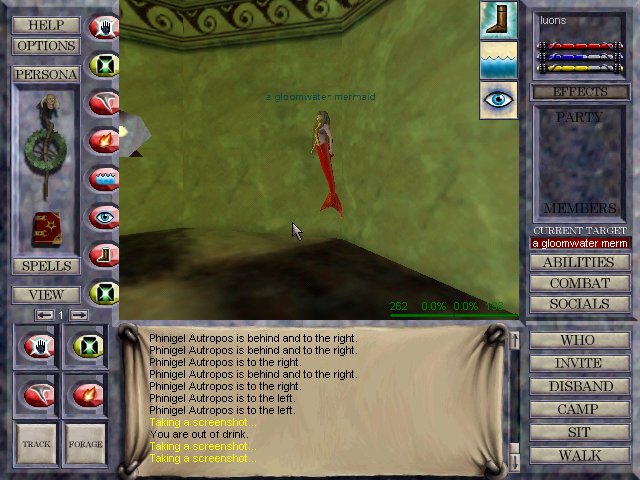 HELP
OPTIONS
PERSONA
SPELLS
VIEW
1
TRACK
FORAGE
a gloomwater mermaid
262 0.0% 0.0%
Phinigel Autropos is behind and to the right.
Phinigel Autropos is behind and to the right.
Phinigel Autropos is to the right.
Phinigel Autropos is behind and to the right.
Phinigel Autropos is to the right.
Phinigel Autropos is to the left.
Phinigel Autropos is to the left.
Taking a screenshot...
You are out of drink.
Taking a screenshot...
Taking a screenshot...
EFFECTS
PARTY
MEMBERS
CURRENT TARGET
a gloomwater merm
ABILITIES
COMBAT
SOCIALS
WHO
INVITE
DISBAND
CAMP
SIT
WALK